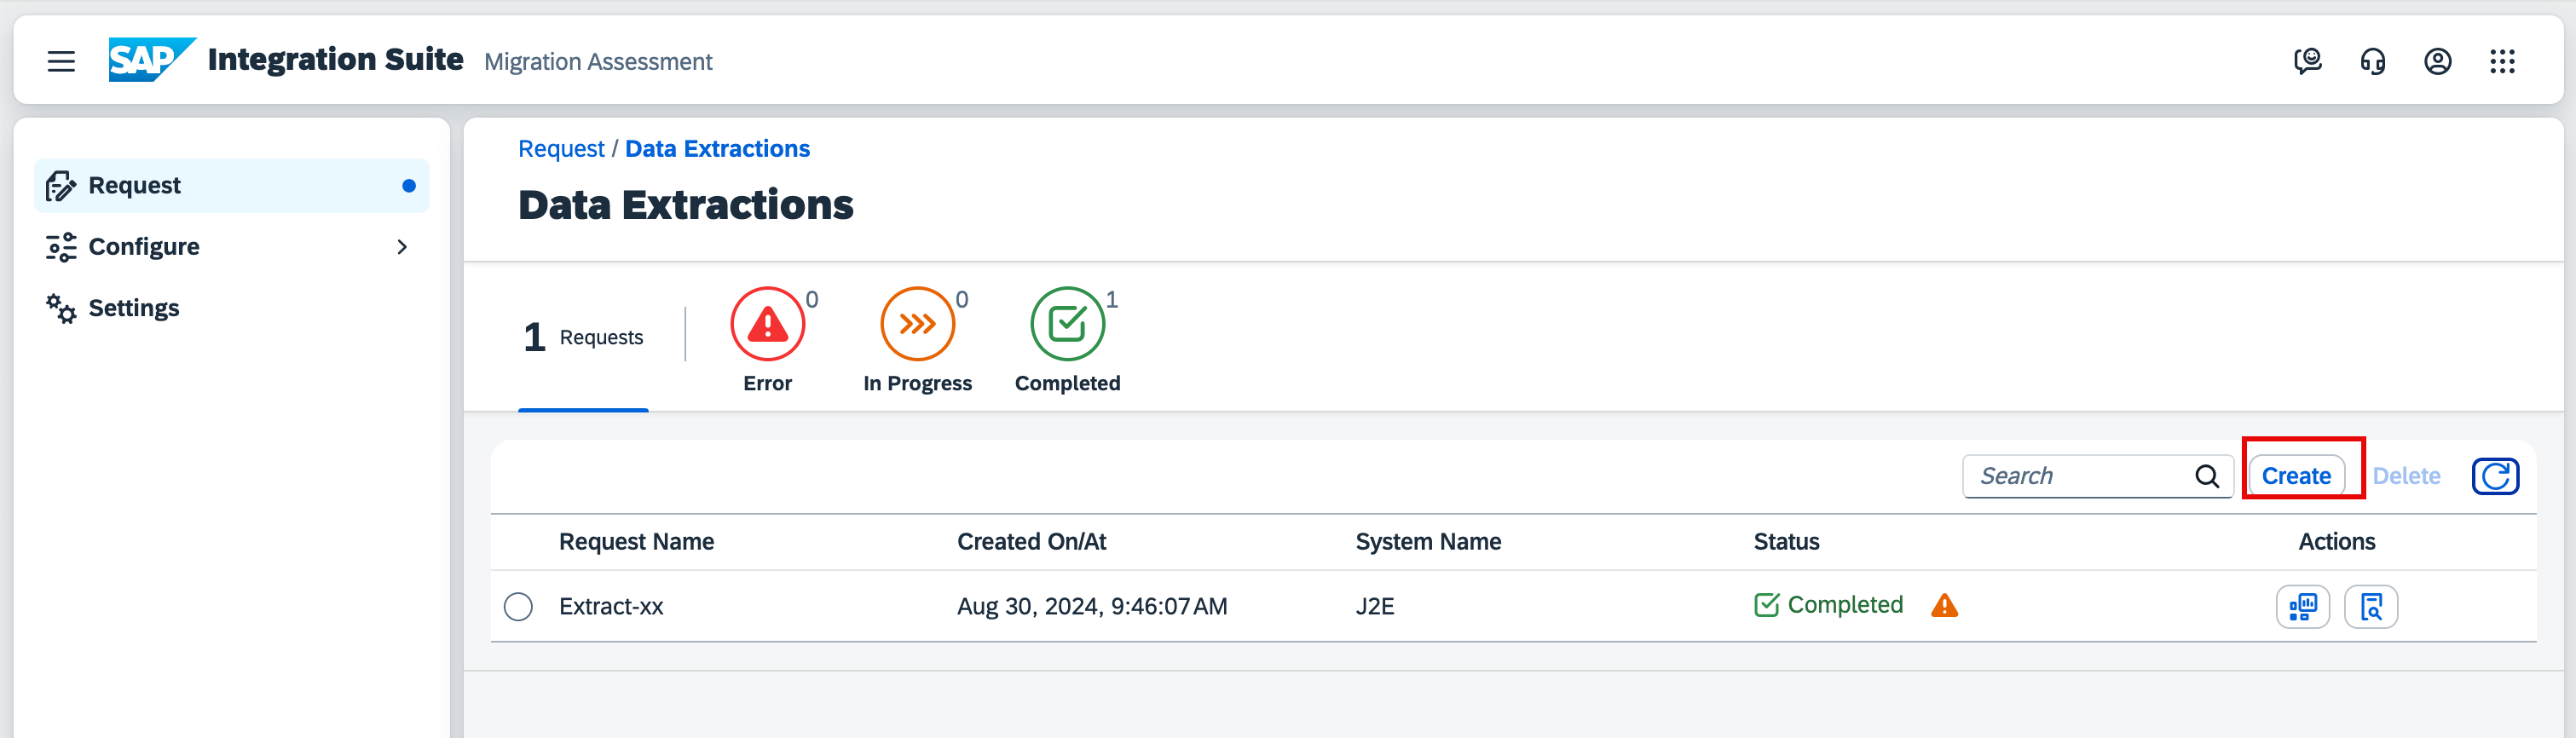 SAP Integration Suite Migration Assessment
Request
Configure
Settings
Request / Data Extractions
Data Extractions
1 Requests
0
Error
0
In Progress
1
Completed
Search Create Delete
Request Name Created On/At System Name Status Actions
Extract-xx Aug 30, 2024, 9:46:07 AM J2E Completed